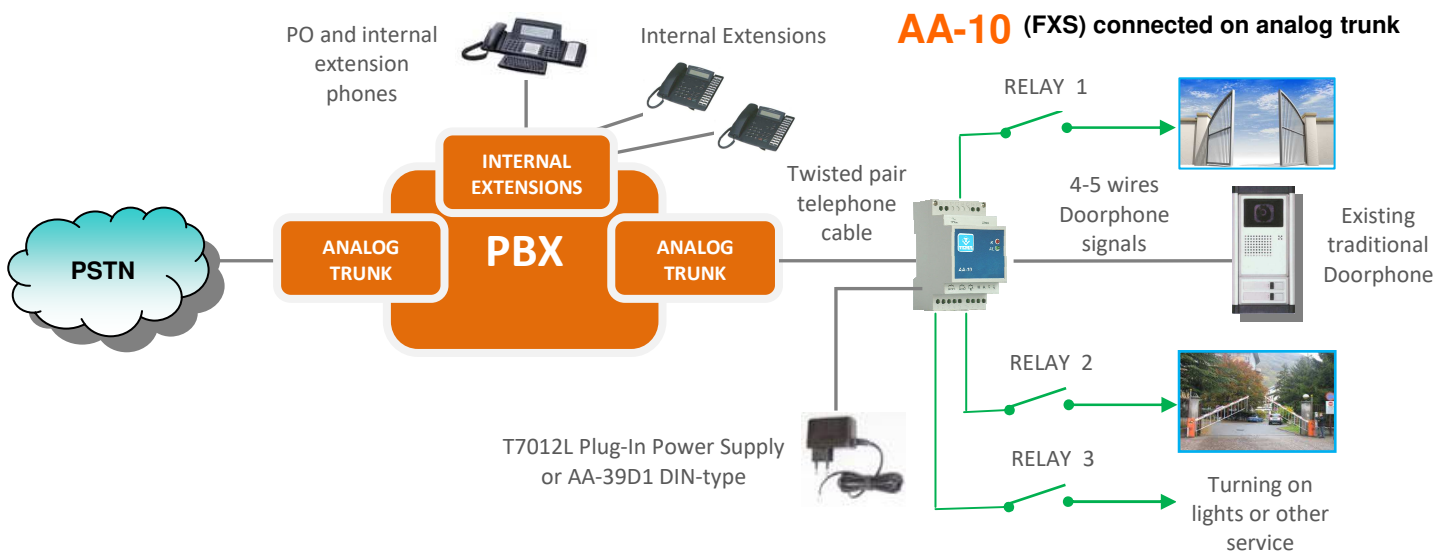 AA-10 (FXS) connected on analog trunk
PO and internal
extension
phones
Internal Extensions
RELAY 1
INTERNAL
EXTENSIONS
Twisted pair
telephone
cable
4-5 wires
Doorphone
signals
Existing
traditional
Doorphone
PSTN
ANALOG
TRUNK
PBX
ANALOG
TRUNK
AA-10
RELAY 2
T7012L Plug-In Power Supply
or AA-39D1 DIN-type
RELAY 3
Turning on
lights or other
service